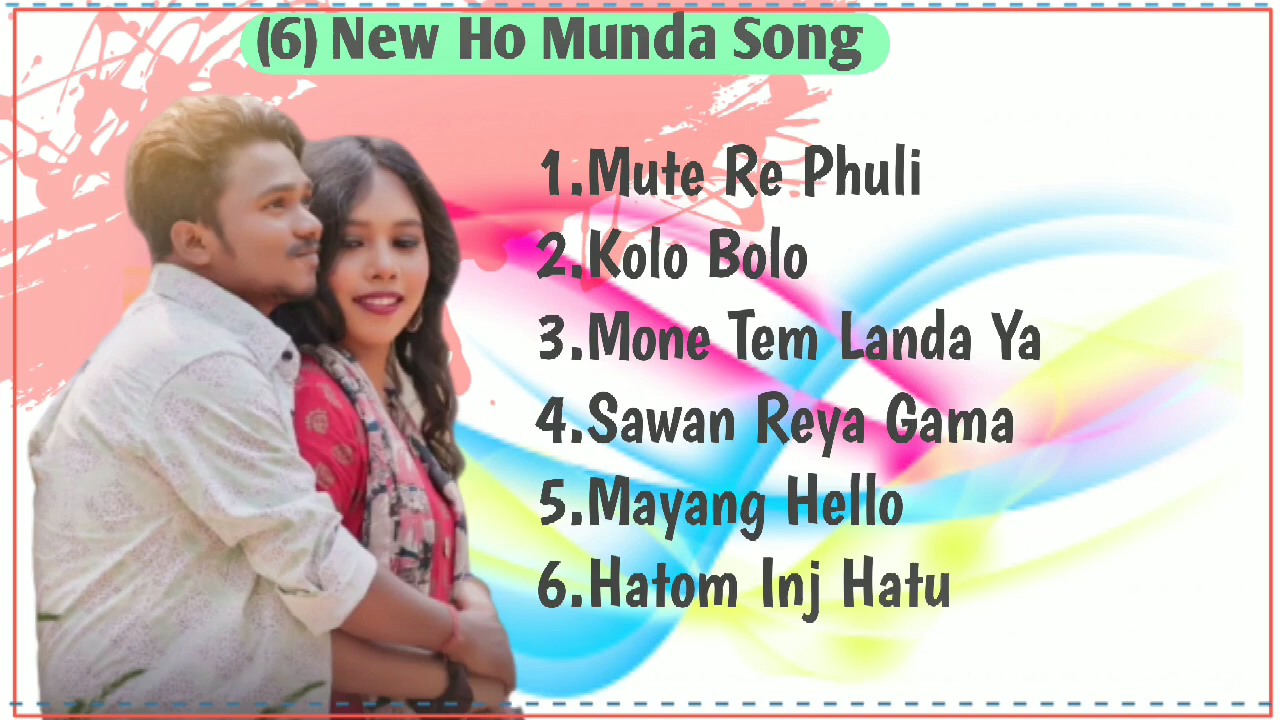 (6) New Ho Munda Song
1.Mute Re Phuli
2.Kolo Bolo
3.Mone Tem Landa Ya
4.Sawan Reya Gama
5.Mayang Hello
6.Hatom Inj Hatu